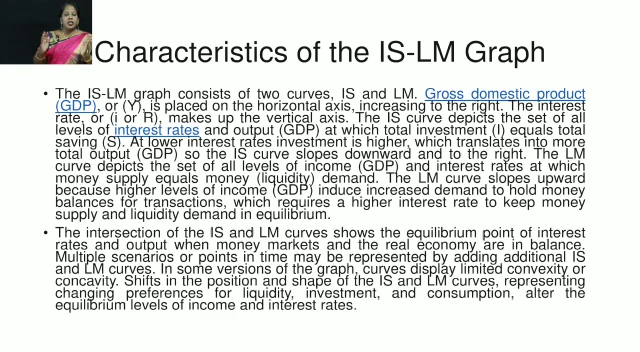 Characteristics of the IS-LM Graph
• The IS-LM graph consists of two curves, IS and LM. Gross domestic product
(GDP), or (Y), is placed on the horizontal axis, increasing to the right. The interest
rate, or (i or R), makes up the vertical axis. The IS curve depicts the set of all
levels of interest rates and output (GDP) at which total investment (I) equals total
saving (S). At lower interest rates investment is higher, which translates into more
total output (GDP) so the IS curve slopes downward and to the right. The LM
curve depicts the set of all levels of income (GDP) and interest rates at which
money supply equals money (liquidity) demand. The LM curve slopes upward
because higher levels of income (GDP) induce increased demand to hold money
balances for transactions, which requires a higher interest rate to keep money
supply and liquidity demand in equilibrium.
• The intersection of the IS and LM curves shows the equilibrium point of interest
rates and output when money markets and the real economy are in balance.
Multiple scenarios or points in time may be represented by adding additional IS
and LM curves. In some versions of the graph, curves display limited convexity or
concavity. Shifts in the position and shape of the IS and LM curves, representing
changing preferences for liquidity, investment, and consumption, alter the
equilibrium levels of income and interest rates.